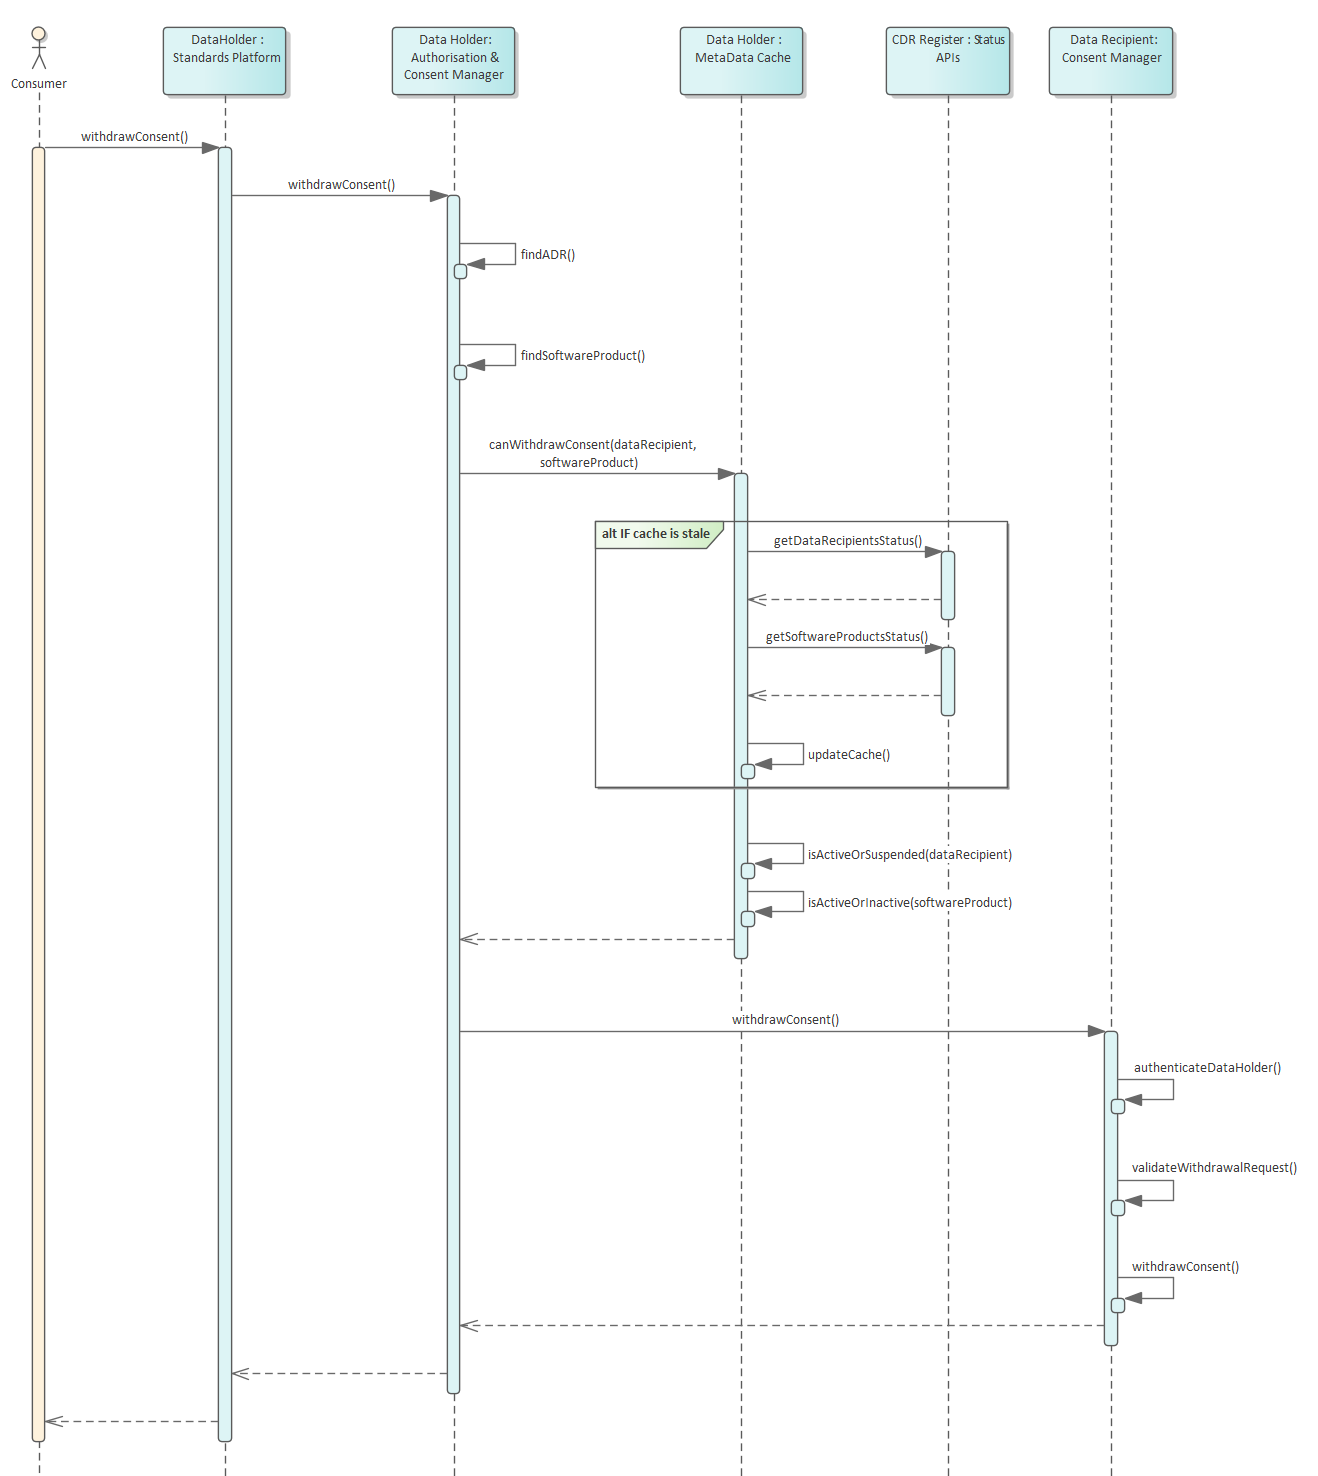 Consumer
DataHolder :
Standards Platform
Data Holder:
Authorisation &
Consent Manager
Data Holder :
MetaData Cache
CDR Register : Status
APIs
Data Recipient:
Consent Manager
withdrawConsent()
withdrawConsent()
findADR()
findSoftwareProduct()
canWithdrawConsent(dataRecipient,
softwareProduct)
alt IF cache is stale
getDataRecipientsStatus()
getSoftwareProductsStatus()
updateCache()
isActiveOrSuspended(dataRecipient)
isActiveOrInactive(softwareProduct)
withdrawConsent()
authenticateDataHolder()
validateWithdrawalRequest()
withdrawConsent()